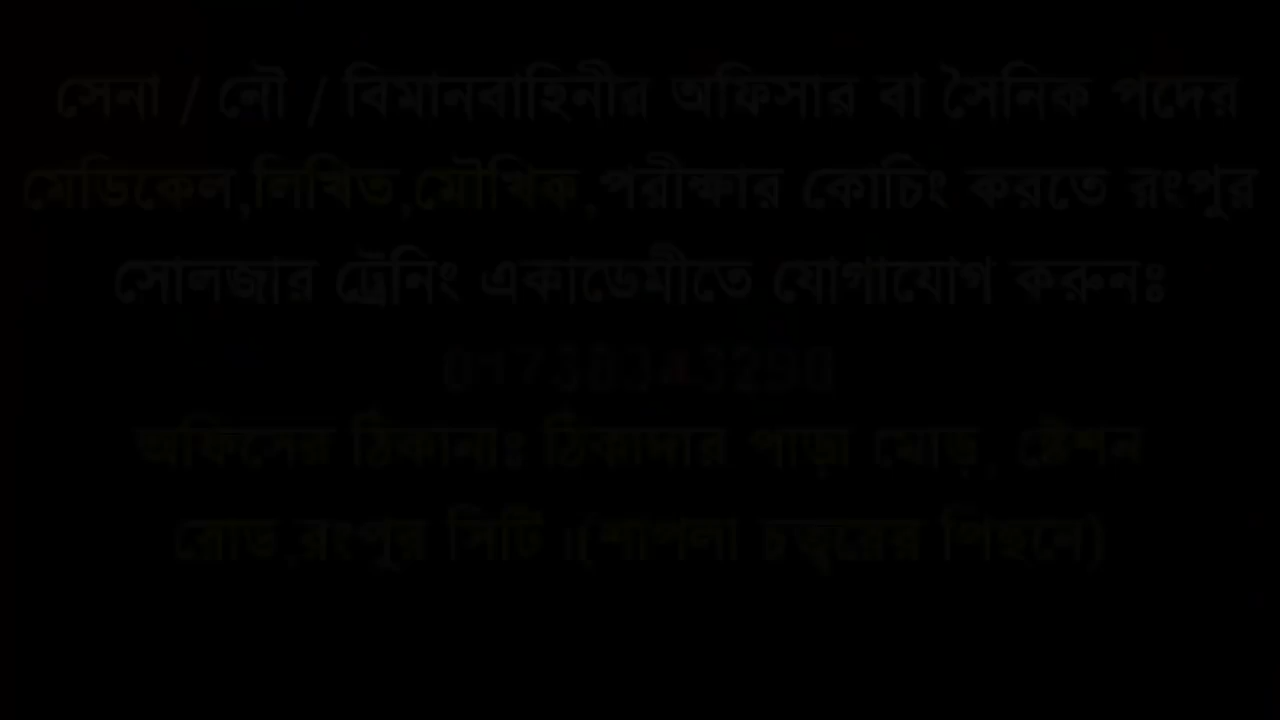 সেনা / নৌ / বিমানবাহিনীর অফিসার বা সৈনিক পদের
মেডিকেল,লিখিত,মৌখিক,পরীক্ষার কোচিং করতে রংপুর
সোলজার ট্রেনিং একাডেমীতে যোগাযোগ করুনঃ
অফিসের ঠিকানাঃ ঠিকাদার পাড়া মোড়, ষ্টেশন
রোড,রংপুর সিটি।(শাপলা চত্ত্বরের পিছনে)